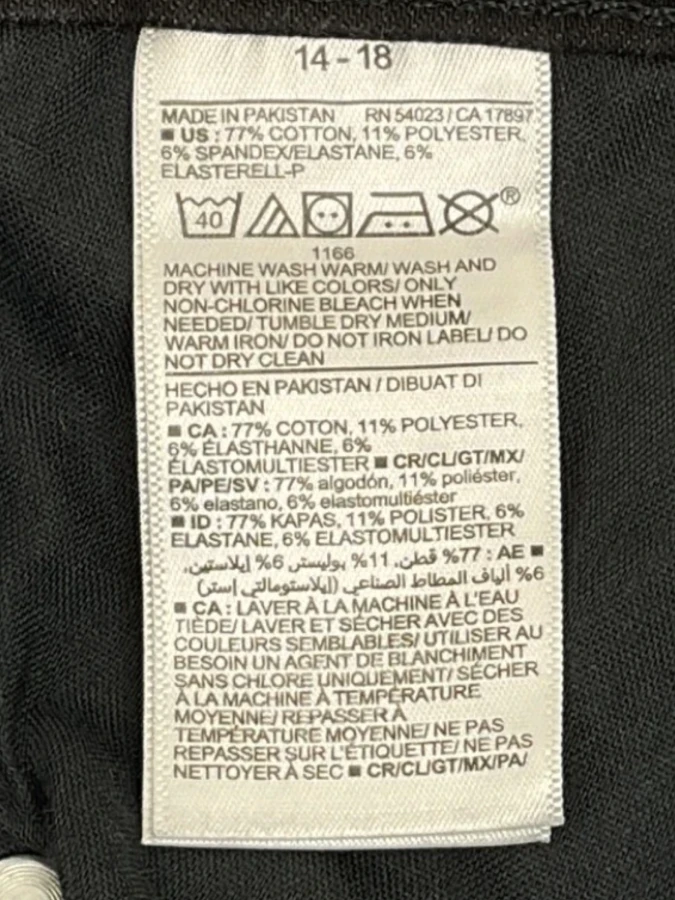 14 - 18
MADE IN PAKISTAN RN 54023 / CA 17897
■ US : 77% COTTON, 11% POLYESTER,
6% SPANDEX/ELASTANE, 6%
ELASTERELL-P
40 ®
1166
MACHINE WASH WARM/ WASH AND
DRY WITH LIKE COLORS/ ONLY
NON-CHLORINE BLEACH WHEN
NEEDED/ TUMBLE DRY MEDIUM/
WARM IRON/ DO NOT IRON LABEL/ DO
NOT DRY CLEAN
HECHO EN PAKISTAN / DIBUAT DI
PAKISTAN
■ CA : 77% COTON, 11% POLYESTER,
6% ÉLASTHANNE, 6%
ÉLASTOMULTIESTER ■ CR/CL/GT/MX/
PA/PE/SV : 77% algodón, 11% poliéster,
6% elastano, 6% elastomultiéster
■ ID : 77% KAPAS, 11% POLISTER, 6%
ELASTANE, 6% ELASTOMULTIESTER
■ AE : 77% قطن، 11% بوليستر، 6% إيلاستين،
6% ألياف المطاط الصناعي (إيلاستومالتي إستر)
■ CA : LAVER À LA MACHINE À L'EAU
TIÈDE/ LAVER ET SÉCHER AVEC DES
COULEURS SEMBLABLES/ UTILISER AU
BESOIN UN AGENT DE BLANCHIMENT
SANS CHLORE UNIQUEMENT/ SÉCHER
À LA MACHINE À TEMPÉRATURE
MOYENNE/ REPASSER À
TEMPÉRATURE MOYENNE/ NE PAS
REPASSER SUR L'ÉTIQUETTE/ NE PAS
NETTOYER À SEC ■ CR/CL/GT/MX/PA/